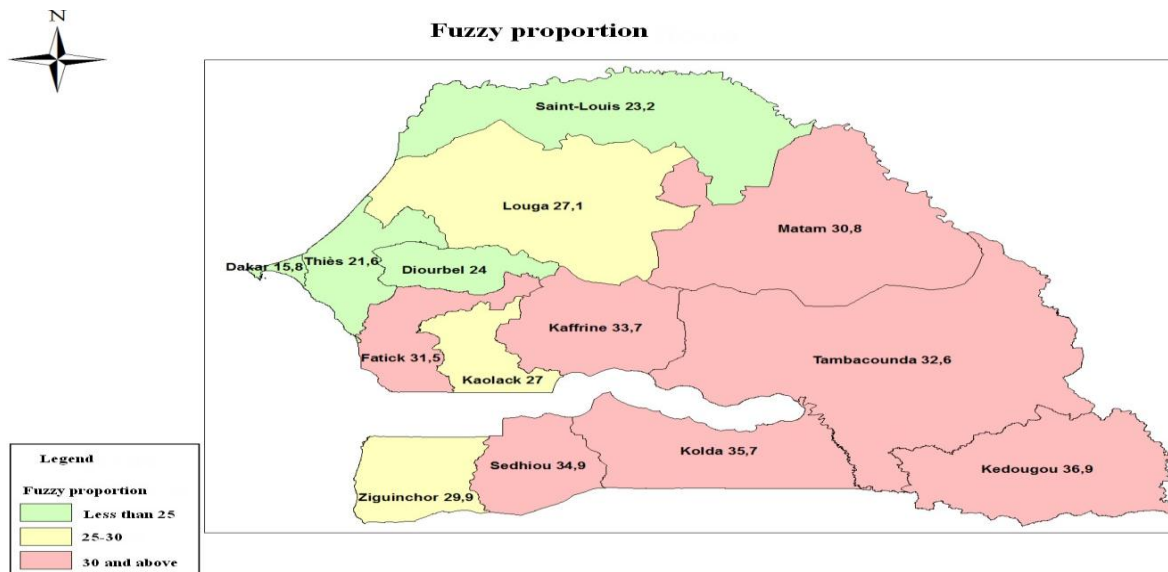 N
Fuzzy proportion
Saint-Louis 23,2
Louga 27,1
Matam 30,8
Dakar 15,8
Thiès 21,6
Diourbel 24
Kaffrine 33,7
Fatick 31,5
Kaolack 27
Tambacounda 32,6
Kolda 35,7
Sedhiou 34,9
Kedougou 36,9
Ziguinchor 29,9
Legend
Fuzzy proportion
Less than 25
25-30
30 and above